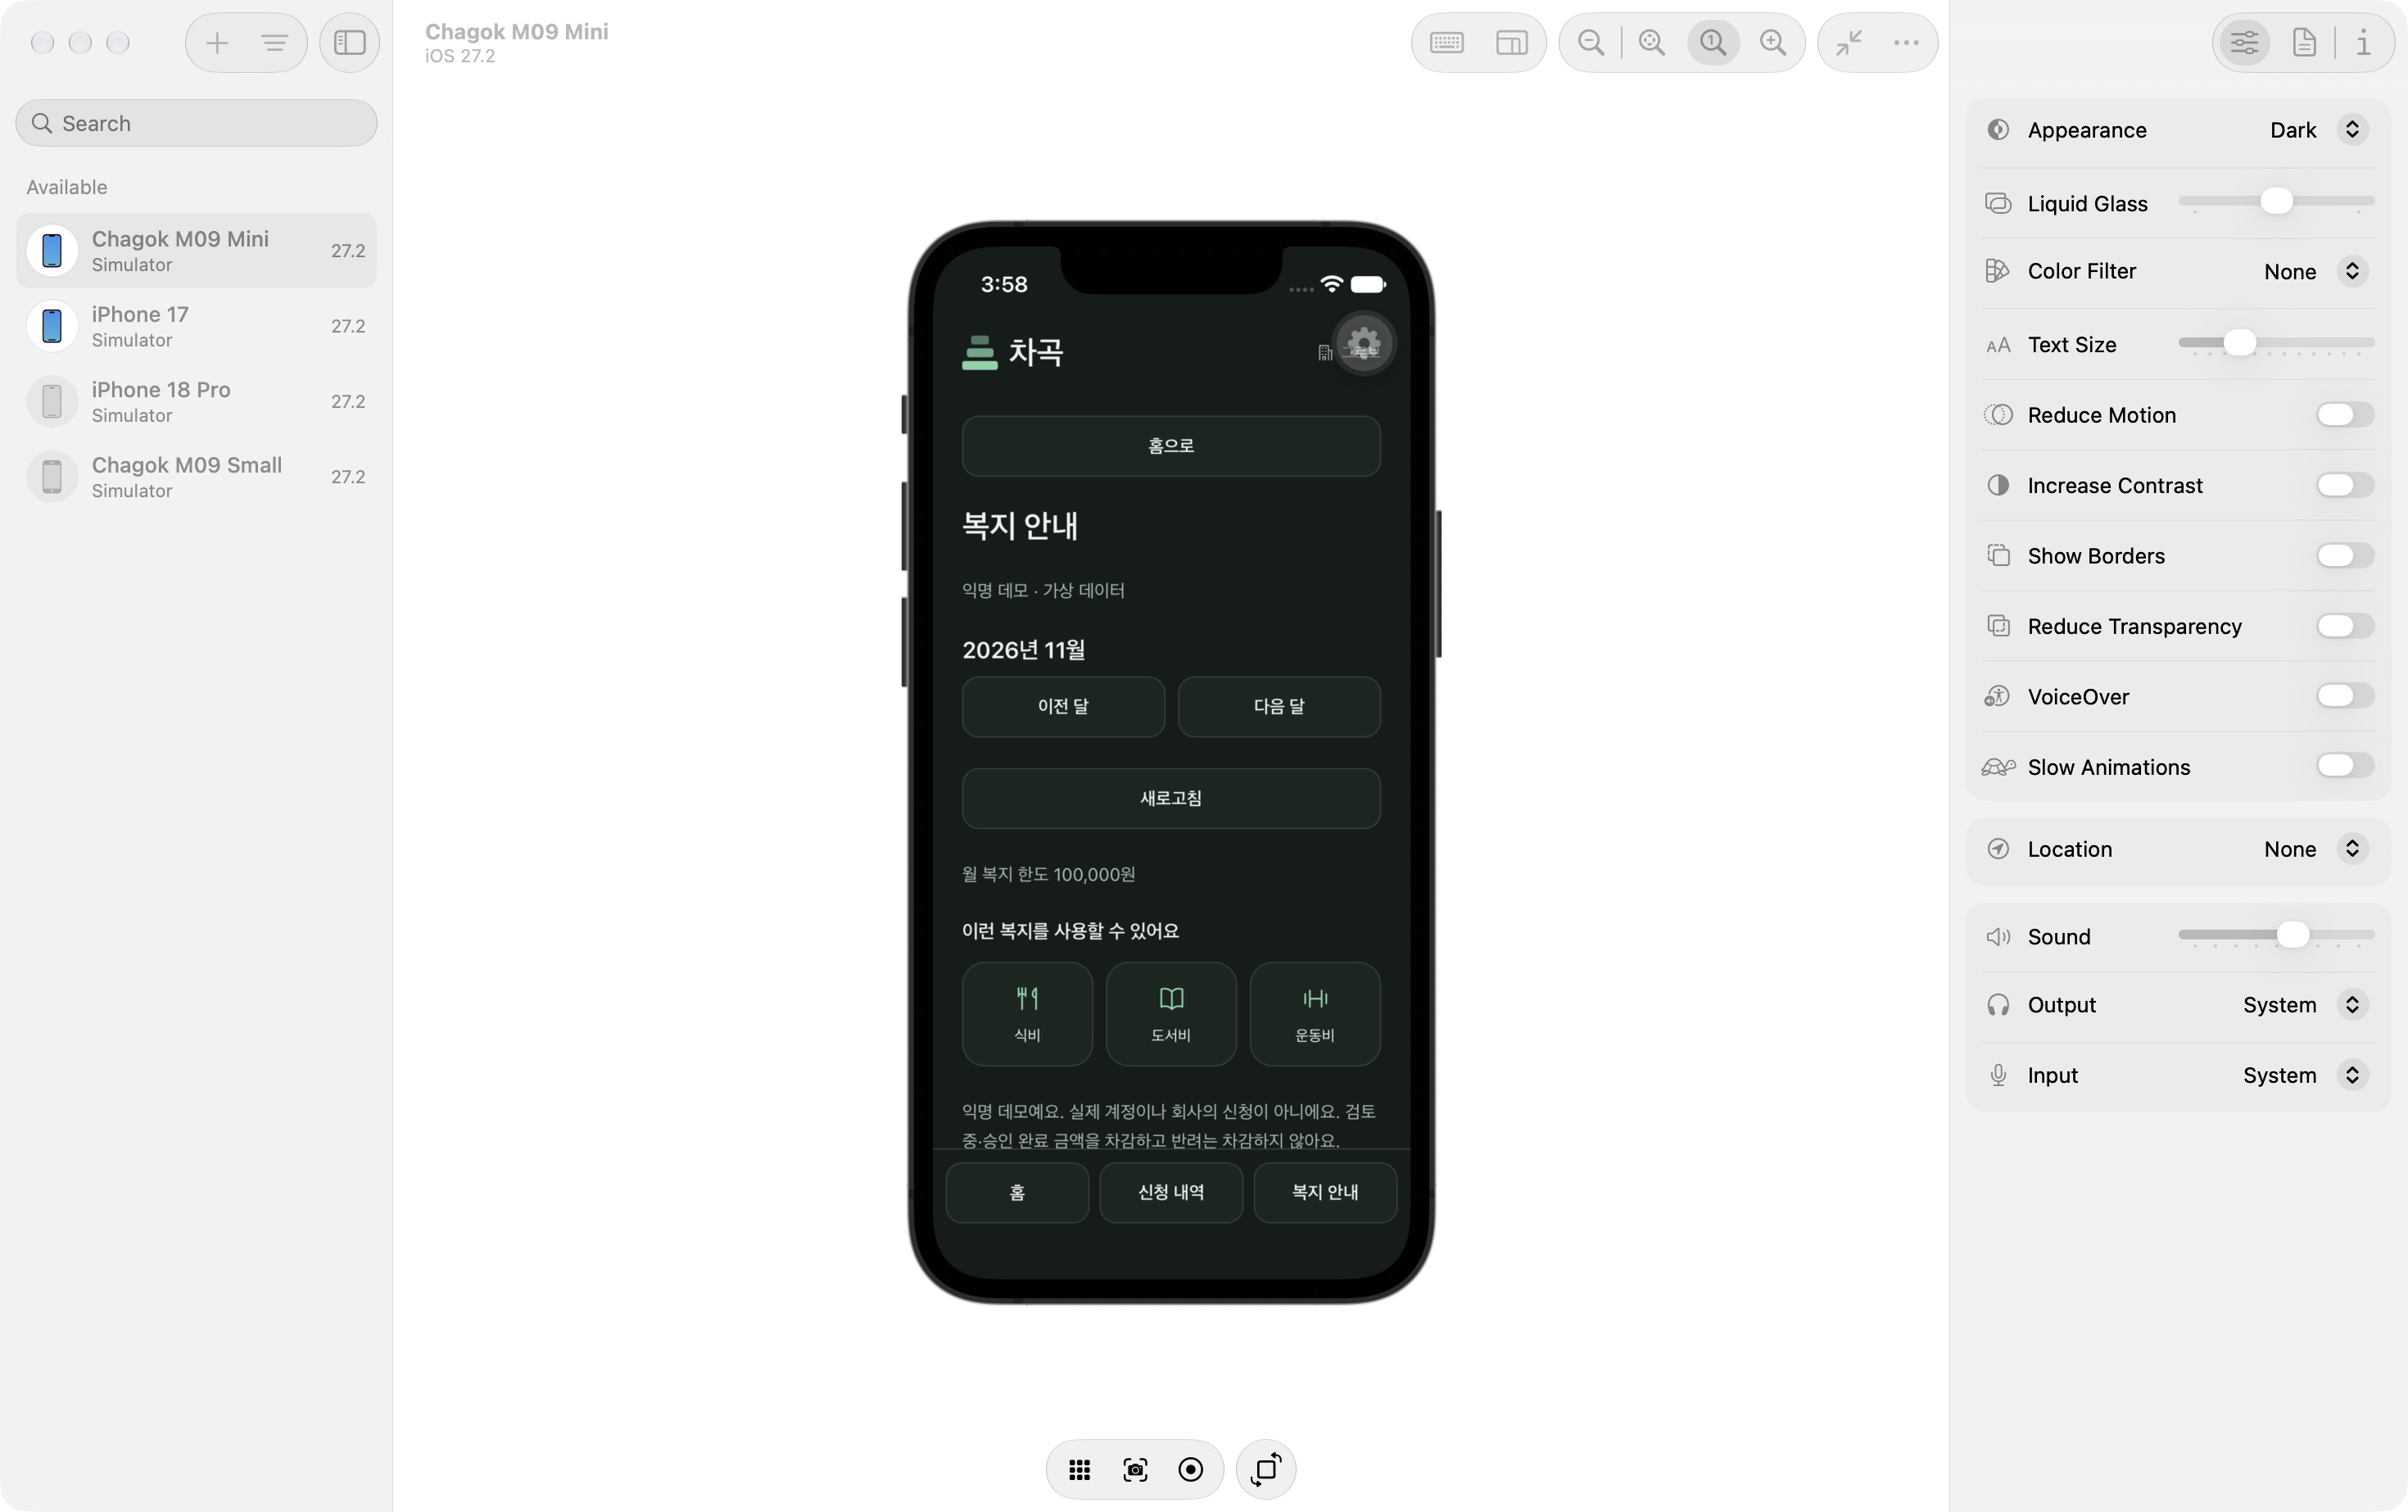 Chagok M09 Mini
iOS 27.2
Search
Available
Chagok M09 Mini
Simulator
27.2
iPhone 17
Simulator
27.2
iPhone 18 Pro
Simulator
27.2
Chagok M09 Small
Simulator
27.2
3:58
차곡
홈으로
복지 안내
익명 데모 · 가상 데이터
2026년 11월
이전 달
다음 달
새로고침
월 복지 한도 100,000원
이런 복지를 사용할 수 있어요
식비
도서비
운동비
익명 데모예요. 실제 계정이나 회사의 신청이 아니에요. 검토
중·승인 완료 금액을 차감하고 반려는 차감하지 않아요.
홈
신청 내역
복지 안내
Appearance
Dark
Liquid Glass
Color Filter
None
AA Text Size
Reduce Motion
Increase Contrast
Show Borders
Reduce Transparency
VoiceOver
Slow Animations
Location
None
Sound
Output
System
Input
System